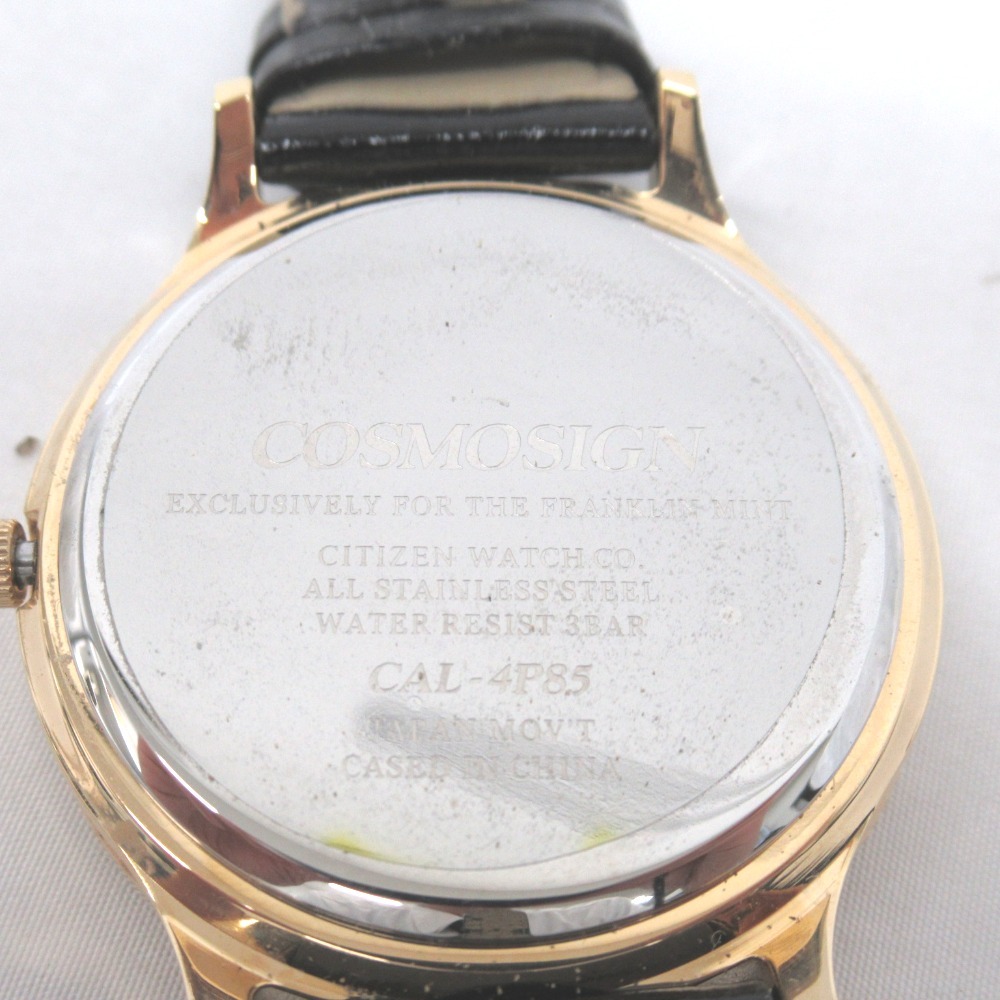 COSMOSIGN
EXCLUSIVELY FOR THE FRANKLIN MINT
CITIZEN WATCH CO.
ALL STAINLESS STEEL
WATER RESIST 3BAR
CAL-4P85
MOV'T
CASED IN CHINA